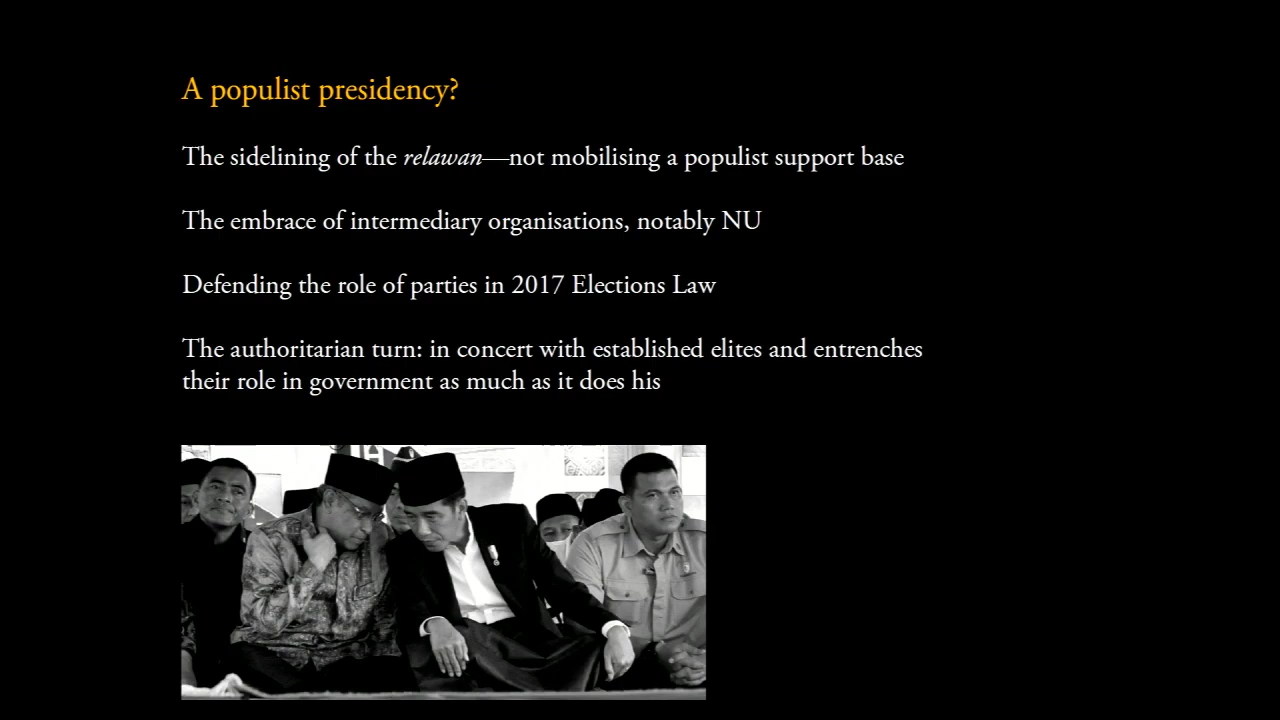 A populist presidency?
The sidelining of the relawan—not mobilising a populist support base
The embrace of intermediary organisations, notably NU
Defending the role of parties in 2017 Elections Law
The authoritarian turn: in concert with established elites and entrenches
their role in government as much as it does his